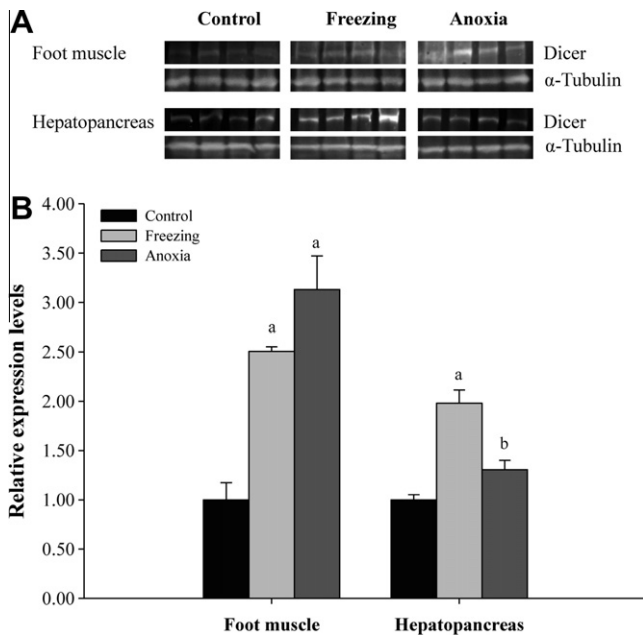 A
Control Freezing Anoxia
Foot muscle Dicer
α-Tubulin
Hepatopancreas Dicer
α-Tubulin
B
4.00
Control
Freezing
Anoxia
3.50
3.00
2.50
2.00
1.50
1.00
0.50
0.00
Relative expression levels
a
a
a
b
Foot muscle Hepatopancreas